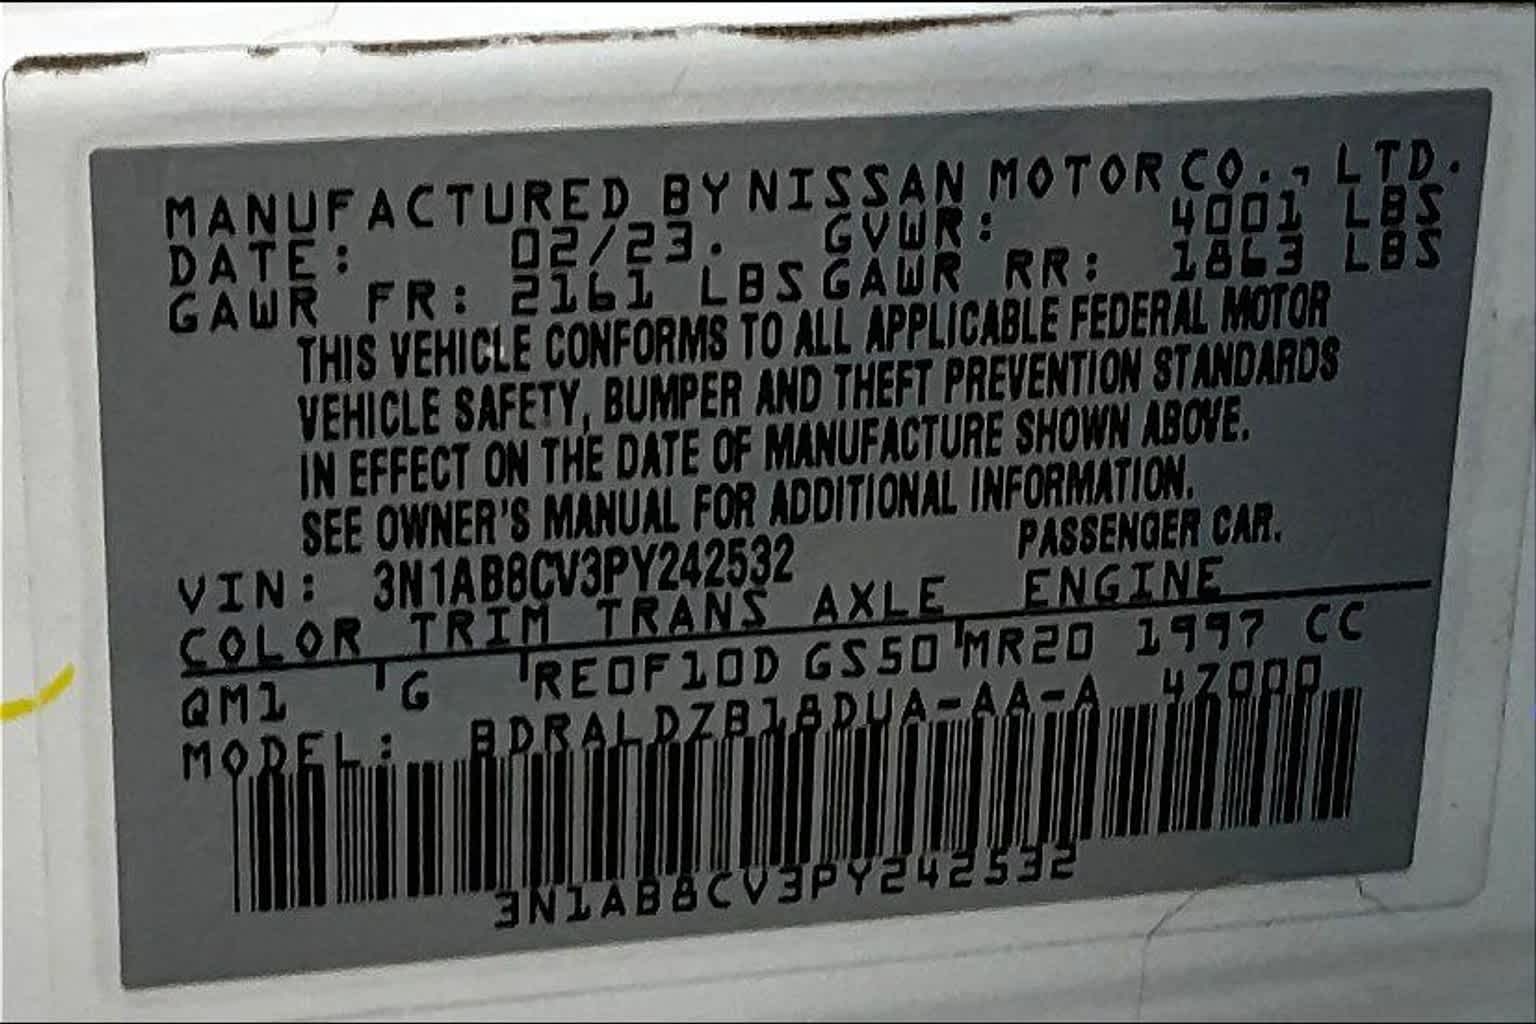 MANUFACTURED BY NISSAN MOTOR CO., LTD.
DATE: 02/23. GVWR: 4001 LBS
GAWR FR: 2161 LBS GAWR RR: 1863 LBS
THIS VEHICLE CONFORMS TO ALL APPLICABLE FEDERAL MOTOR
VEHICLE SAFETY, BUMPER AND THEFT PREVENTION STANDARDS
IN EFFECT ON THE DATE OF MANUFACTURE SHOWN ABOVE.
SEE OWNER'S MANUAL FOR ADDITIONAL INFORMATION.
VIN: 3N1AB8CV3PY242532 PASSENGER CAR.
COLOR TRIM TRANS AXLE ENGINE
QM1 G RE0F10D GS50 MR20 1997 CC
MODEL: BDRALDZB18DUA-AA-A 4Z000
3N1AB8CV3PY242532